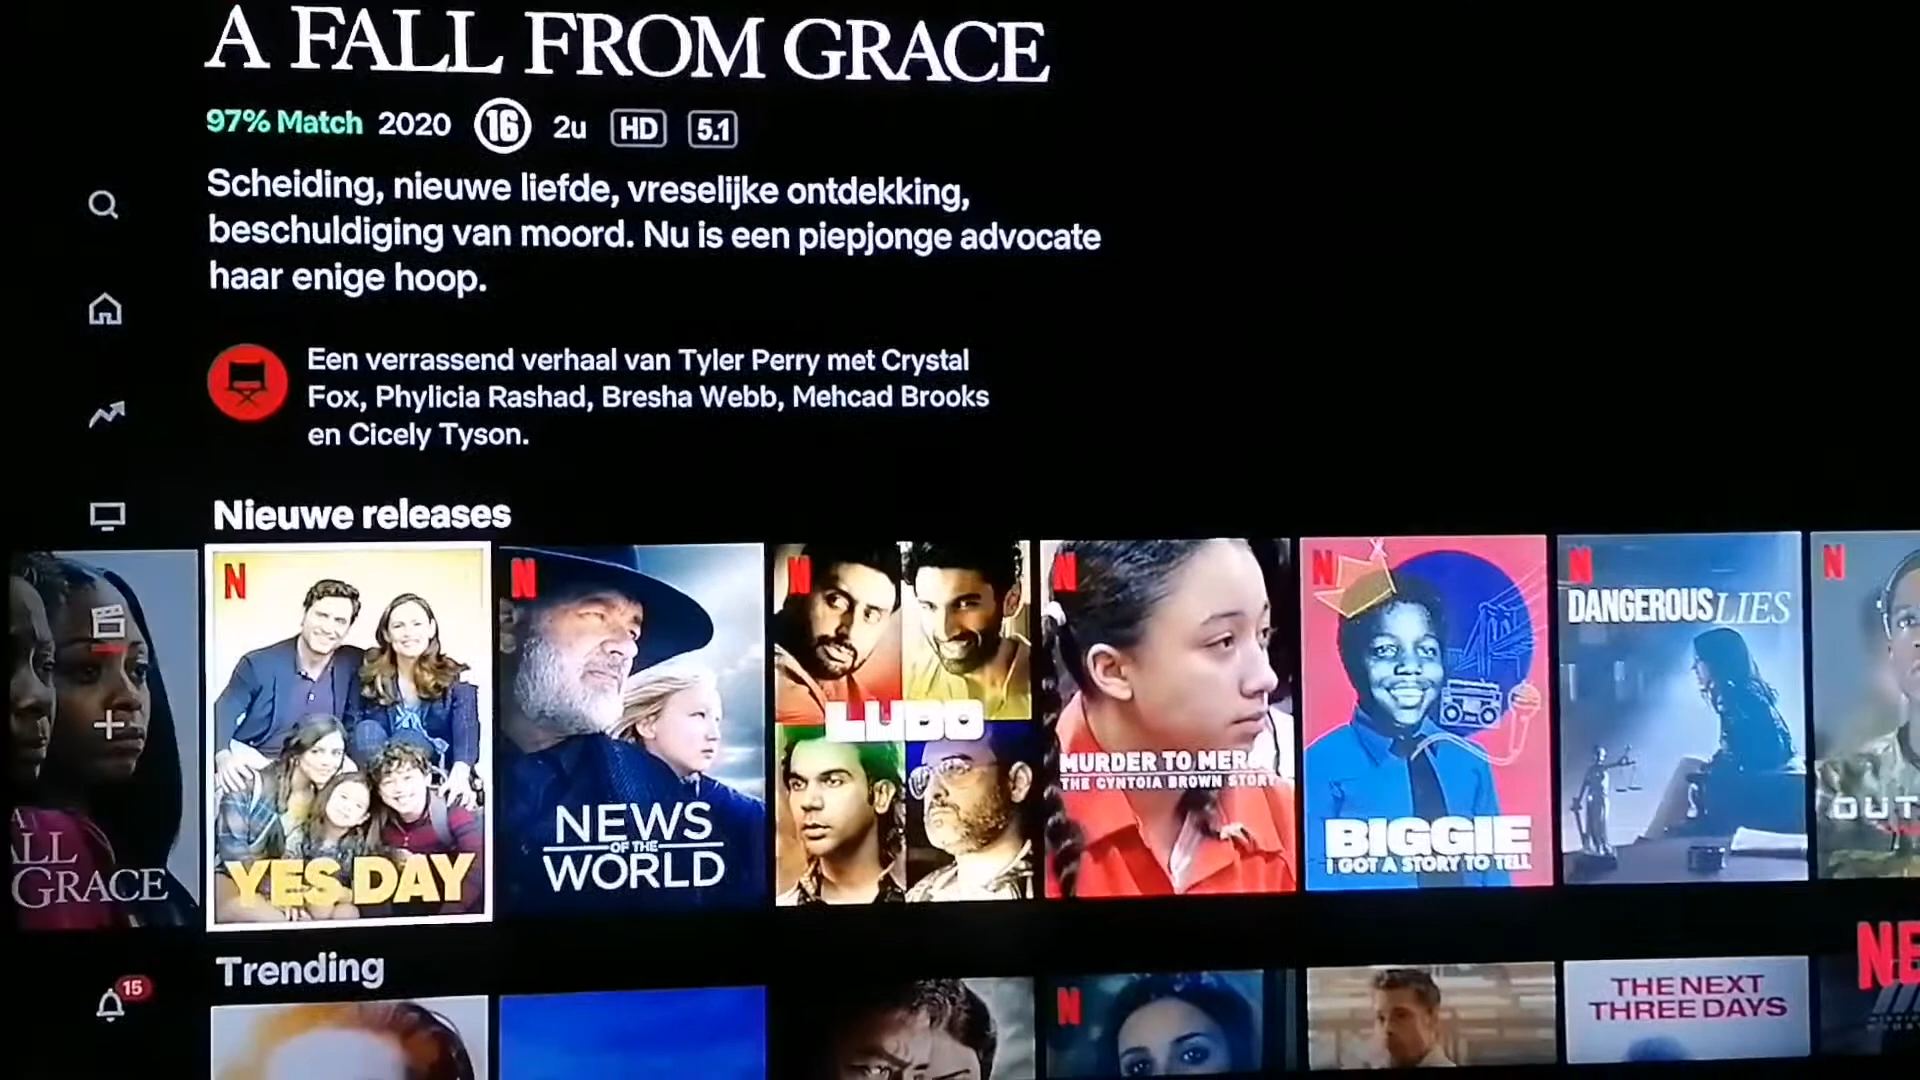 A FALL FROM GRACE
97% Match 2020 16 2u HD 5.1
Scheiding, nieuwe liefde, vreselijke ontdekking,
beschuldiging van moord. Nu is een piepjonge advocate
haar enige hoop.
Een verrassend verhaal van Tyler Perry met Crystal
Fox, Phylicia Rashad, Bresha Webb, Mehcad Brooks
en Cicely Tyson.
Nieuwe releases
A
ALL
GRACE
N
YES DAY
N
NEWS
OF THE
WORLD
N
LUDO
N
MURDER TO MERCY
THE CYNTOIA BROWN STORY
N
BIGGIE
I GOT A STORY TO TELL
N
DANGEROUS LIES
N
OUT
15
Trending
N
THE NEXT
THREE DAYS
NE